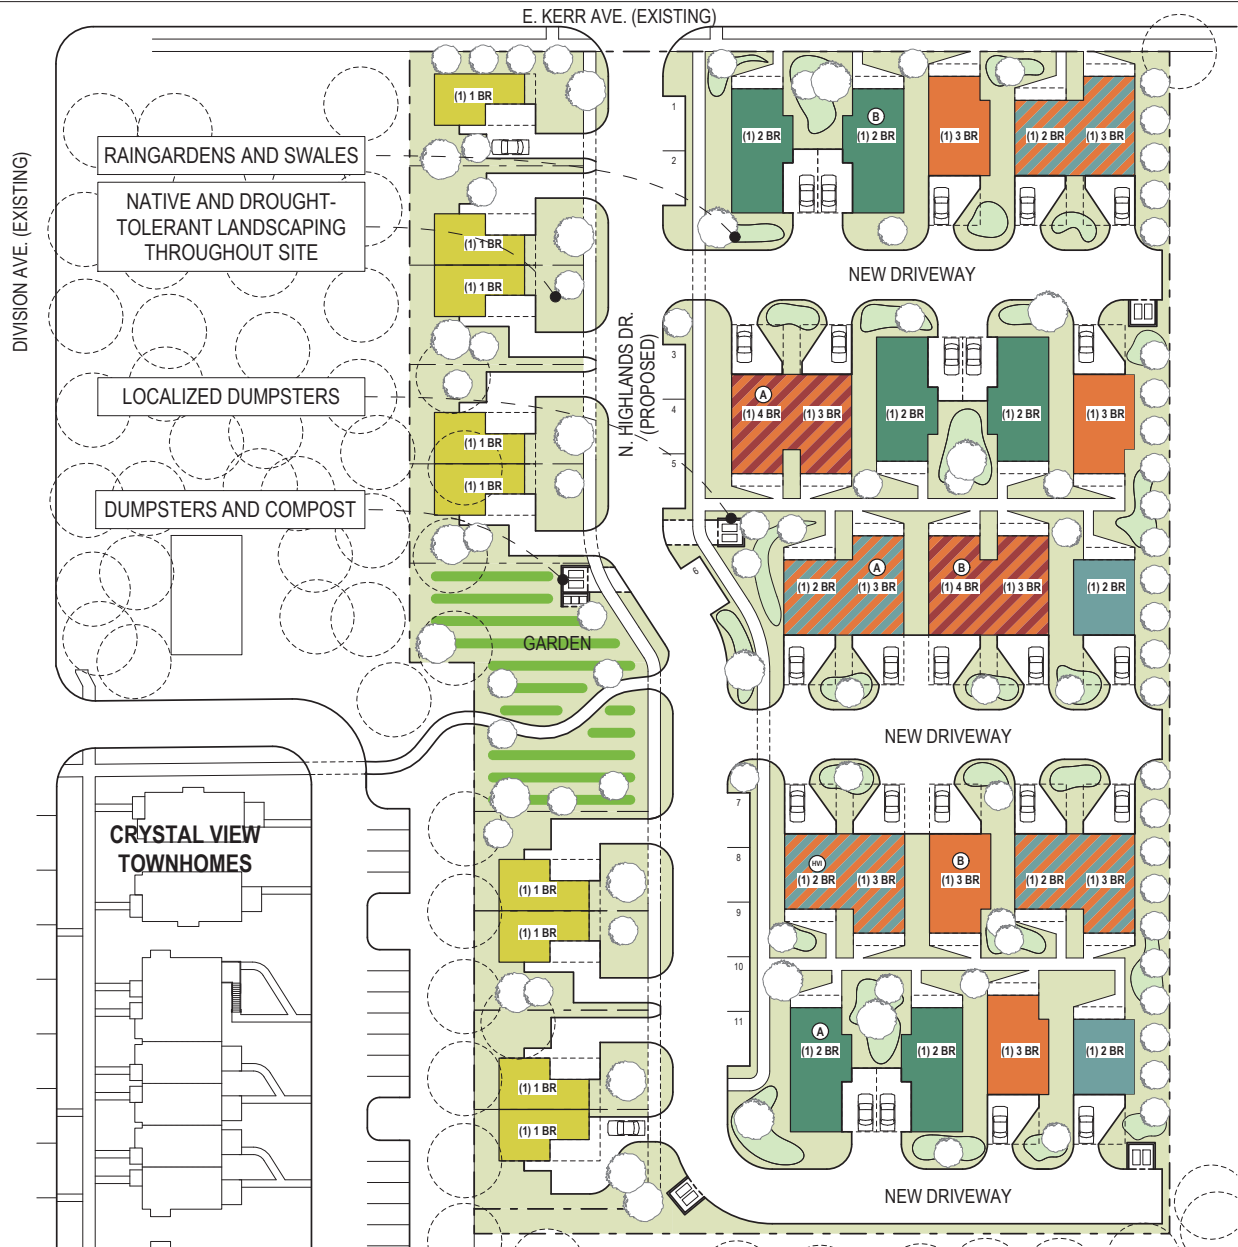 E. KERR AVE. (EXISTING)
DIVISION AVE. (EXISTING)
RAINGARDENS AND SWALES
NATIVE AND DROUGHT-
TOLERANT LANDSCAPING
THROUGHOUT SITE
LOCALIZED DUMPSTERS
DUMPSTERS AND COMPOST
N. HIGHLANDS DR.
(PROPOSED)
(1) 1 BR
(1) 1 BR
(1) 1 BR
(1) 1 BR
(1) 1 BR
GARDEN
(1) 1 BR
(1) 1 BR
(1) 1 BR
(1) 1 BR
CRYSTAL VIEW
TOWNHOMES
1
2
B
(1) 2 BR
(1) 2 BR
(1) 3 BR
(1) 2 BR
(1) 3 BR
NEW DRIVEWAY
3
4
5
A
(1) 4 BR
(1) 3 BR
(1) 2 BR
(1) 2 BR
(1) 3 BR
6
A
B
(1) 2 BR
(1) 3 BR
(1) 4 BR
(1) 3 BR
(1) 2 BR
NEW DRIVEWAY
7
8
9
10
11
HVI
B
(1) 2 BR
(1) 3 BR
(1) 3 BR
(1) 2 BR
(1) 3 BR
A
(1) 2 BR
(1) 2 BR
(1) 3 BR
(1) 2 BR
NEW DRIVEWAY